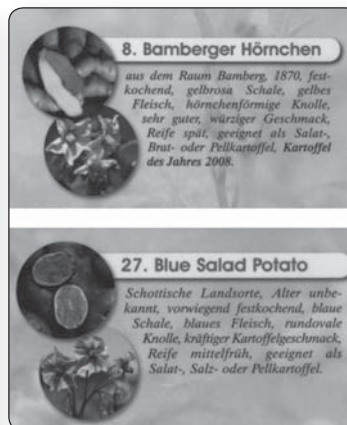 8. Bamberger Hörnchen
aus dem Raum Bamberg, 1870, fest-
kochend, gelbrosa Schale, gelbes
Fleisch, hörnchenförmige Knolle,
sehr guter, würziger Geschmack,
Reife spät, geeignet als Salat-,
Brat- oder Pellkartoffel, Kartoffel
des Jahres 2008.
27. Blue Salad Potato
Schottische Landsorte, Alter unbe-
kannt, vorwiegend festkochend, blaue
Schale, blaues Fleisch, rundovale
Knolle, kräftiger Kartoffelgeschmack,
Reife mittelfrüh, geeignet als
Salat-, Salz- oder Pellkartoffel.